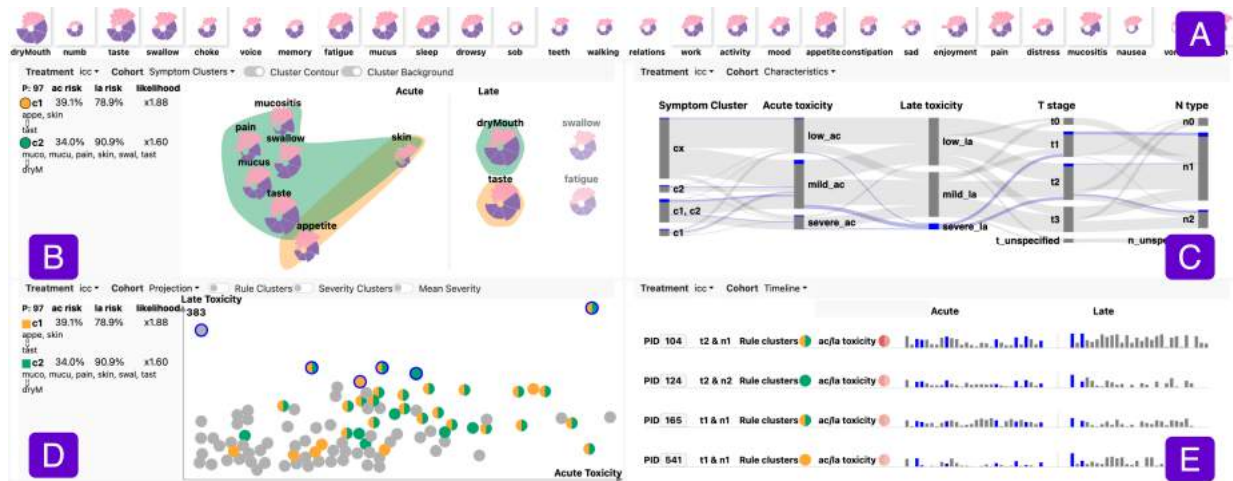 dryMouth numb taste swallow choke voice memory fatigue mucus sleep drowsy sob teeth walking relations work activity mood appetite constipation sad enjoyment pain distress mucositis nausea
A
Treatment icc Cohort Symptom Clusters Cluster Contour Cluster Background
P: 97 ac risk la risk likelihood
c1 39.1% 78.9% x1.88
appe, skin
tast
c2 34.0% 90.9% x1.60
muco, mucu, pain, skin, swal, tast
dryM
Acute Late
mucositis
pain
swallow
mucus
taste
appetite
skin
dryMouth
swallow
taste
fatigue
B
Treatment icc Cohort Characteristics
Symptom Cluster Acute toxicity Late toxicity T stage N type
cx
c2
c1, c2
c1
low_ac
mild_ac
severe_ac
low_la
mild_la
severe_la
t0
t1
t2
t3
t_unspecified
n0
n1
n2
n_unspe
C
Treatment icc Cohort Projection Rule Clusters Severity Clusters Mean Severity
P: 97 ac risk la risk likelihood
c1 39.1% 78.9% x1.88
appe, skin
tast
c2 34.0% 90.9% x1.60
muco, mucu, pain, skin, swal, tast
dryM
Late Toxicity
383
Acute Toxicity
D
Treatment icc Cohort Timeline
Acute Late
PID 104 t2 & n1 Rule clusters ac/la toxicity
PID 124 t2 & n2 Rule clusters ac/la toxicity
PID 165 t1 & n1 Rule clusters ac/la toxicity
PID 541 t1 & n1 Rule clusters ac/la toxicity
E